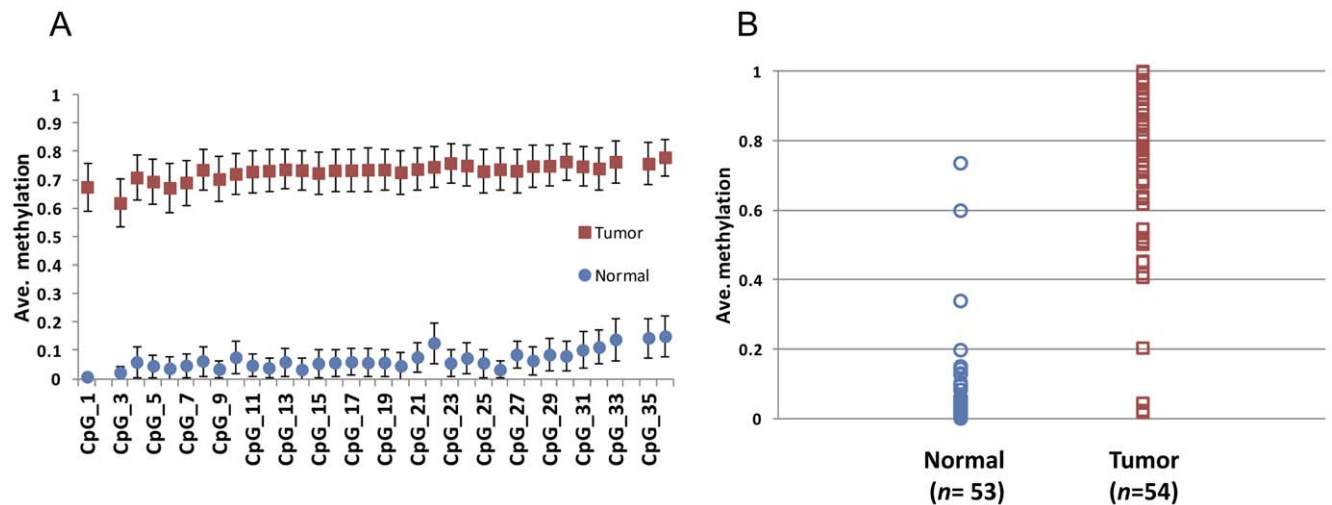 A
Ave. methylation
1
0.9
0.8
0.7
0.6
0.5
0.4
0.3
0.2
0.1
0
Tumor
Normal
CpG_1
CpG_3
CpG_5
CpG_7
CpG_9
CpG_11
CpG_13
CpG_15
CpG_17
CpG_19
CpG_21
CpG_23
CpG_25
CpG_27
CpG_29
CpG_31
CpG_33
CpG_35
B
Ave. methylation
1
0.8
0.6
0.4
0.2
0
Normal
(n= 53)
Tumor
(n=54)